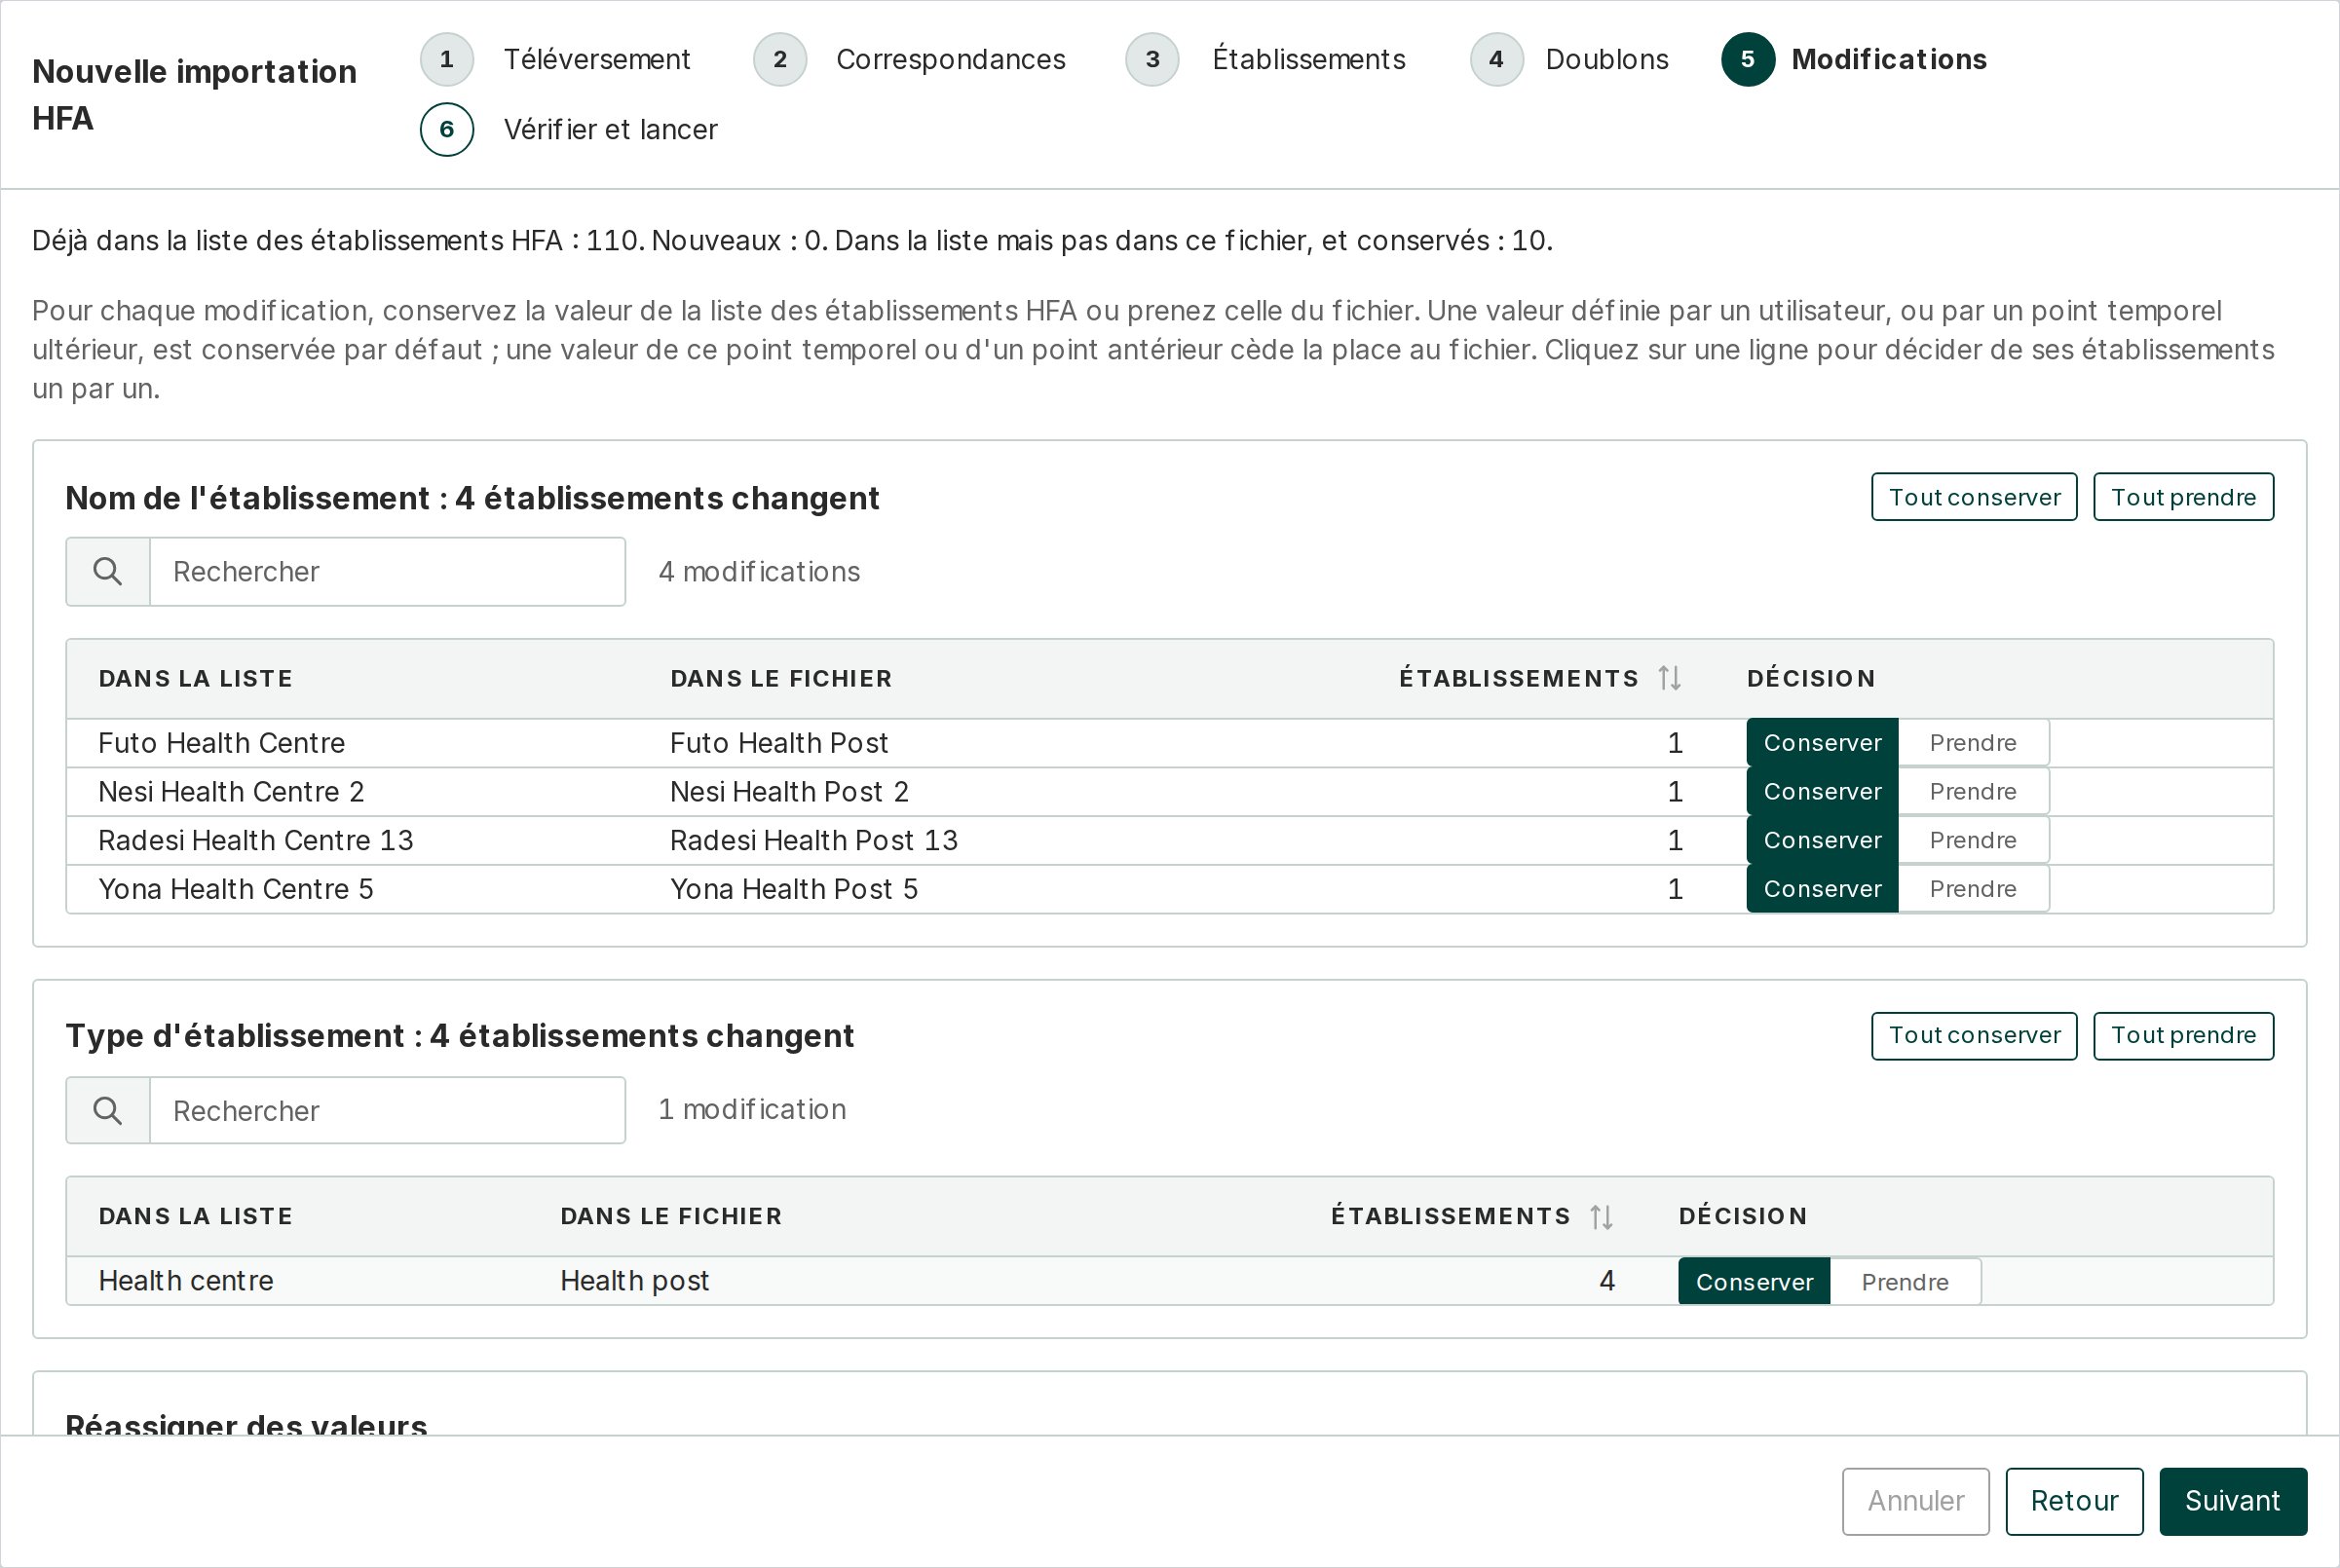 Nouvelle importation
HFA
1 Téléversement 2 Correspondances 3 Établissements 4 Doublons 5 Modifications
6 Vérifier et lancer
Déjà dans la liste des établissements HFA : 110. Nouveaux : 0. Dans la liste mais pas dans ce fichier, et conservés : 10.
Pour chaque modification, conservez la valeur de la liste des établissements HFA ou prenez celle du fichier. Une valeur définie par un utilisateur, ou par un point temporel
ultérieur, est conservée par défaut ; une valeur de ce point temporel ou d'un point antérieur cède la place au fichier. Cliquez sur une ligne pour décider de ses établissements
un par un.
Nom de l'établissement : 4 établissements changent Tout conserver Tout prendre
Rechercher 4 modifications
DANS LA LISTE DANS LE FICHIER ÉTABLISSEMENTS DÉCISION
Futo Health Centre Futo Health Post 1 Conserver Prendre
Nesi Health Centre 2 Nesi Health Post 2 1 Conserver Prendre
Radesi Health Centre 13 Radesi Health Post 13 1 Conserver Prendre
Yona Health Centre 5 Yona Health Post 5 1 Conserver Prendre
Type d'établissement : 4 établissements changent Tout conserver Tout prendre
Rechercher 1 modification
DANS LA LISTE DANS LE FICHIER ÉTABLISSEMENTS DÉCISION
Health centre Health post 4 Conserver Prendre
Réassigner des valeurs
Annuler Retour Suivant